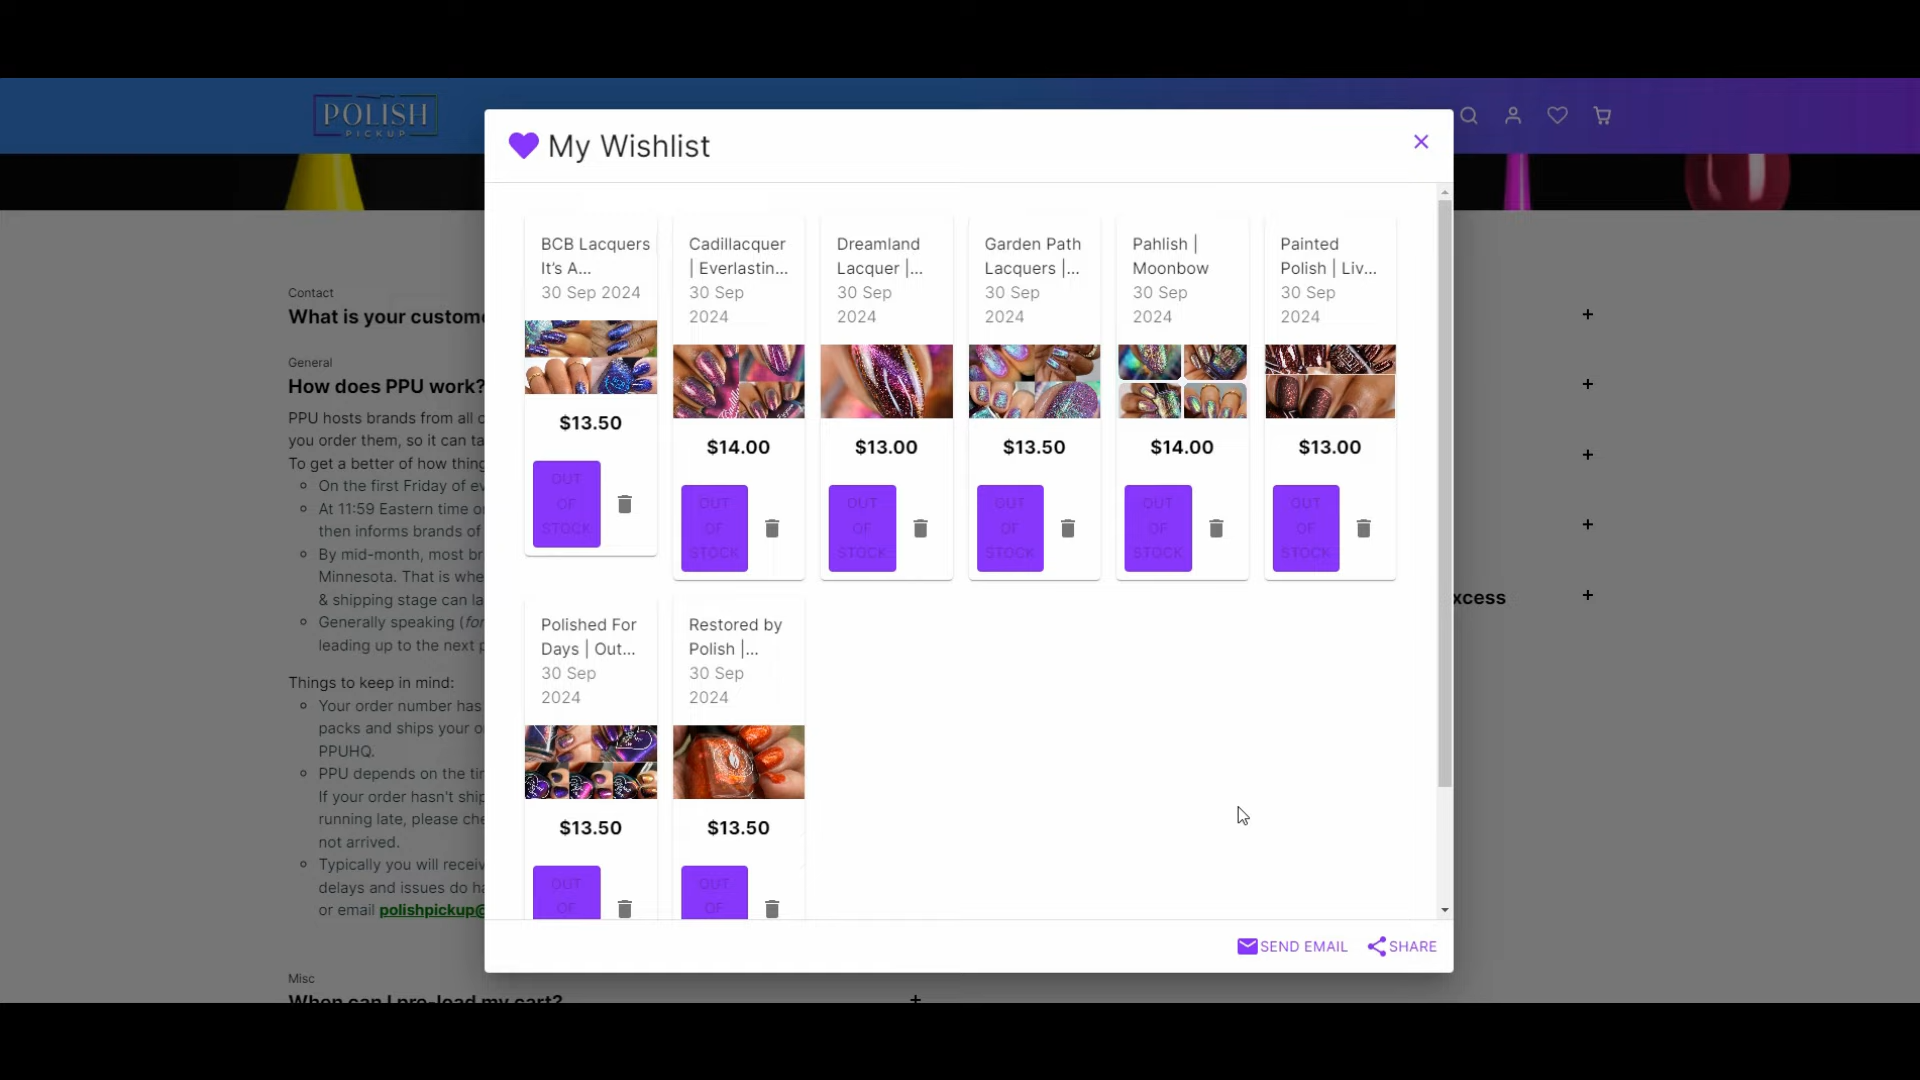 POLISH
PICKUP
My Wishlist
BCB Lacquers
It's A...
30 Sep 2024
$13.50
OUT
OF
STOCK
Cadillacquer
| Everlastin...
30 Sep
2024
$14.00
OUT
OF
STOCK
Dreamland
Lacquer |...
30 Sep
2024
$13.00
OUT
OF
STOCK
Garden Path
Lacquers |...
30 Sep
2024
$13.50
OUT
OF
STOCK
Pahlish |
Moonbow
30 Sep
2024
$14.00
OUT
OF
STOCK
Painted
Polish | Liv...
30 Sep
2024
$13.00
OUT
OF
STOCK
Polished For
Days | Out...
30 Sep
2024
$13.50
OUT
OF
Restored by
Polish |...
30 Sep
2024
$13.50
OUT
OF
SEND EMAIL
SHARE
Contact
What is your
+
General
How does PPU work?
+
PPU hosts brands from all
you order them, so it can
To get a better of how
On the first Friday of
At 11:59 Eastern time
then informs brands of
By mid-month, most
Minnesota. That is
& shipping stage can
Generally speaking
leading up to the next
Things to keep in mind:
Your order number has
packs and ships your
PPUHQ.
PPU depends on the
If your order hasn't
running late, please
not arrived.
Typically you will
delays and issues do
or email polishpickup@
+
+
xcess
+
Misc
When can I pre-load my cart?
+